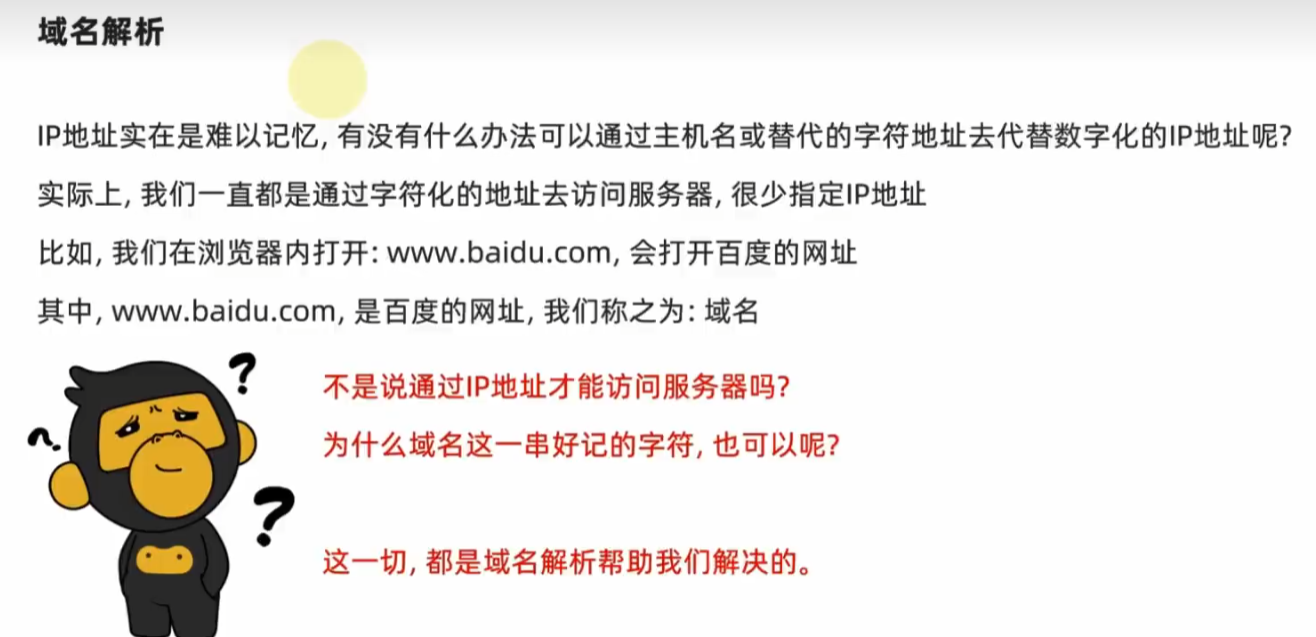 域名解析
IP地址实在是难以记忆, 有没有什么办法可以通过主机名或替代的字符地址去代替数字化的IP地址呢?
实际上, 我们一直都是通过字符化的地址去访问服务器, 很少指定IP地址
比如, 我们在浏览器内打开: www.baidu.com, 会打开百度的网址
其中, www.baidu.com, 是百度的网址, 我们称之为: 域名
不是说通过IP地址才能访问服务器吗?
为什么域名这一串好记的字符, 也可以呢?
这一切, 都是域名解析帮助我们解决的。